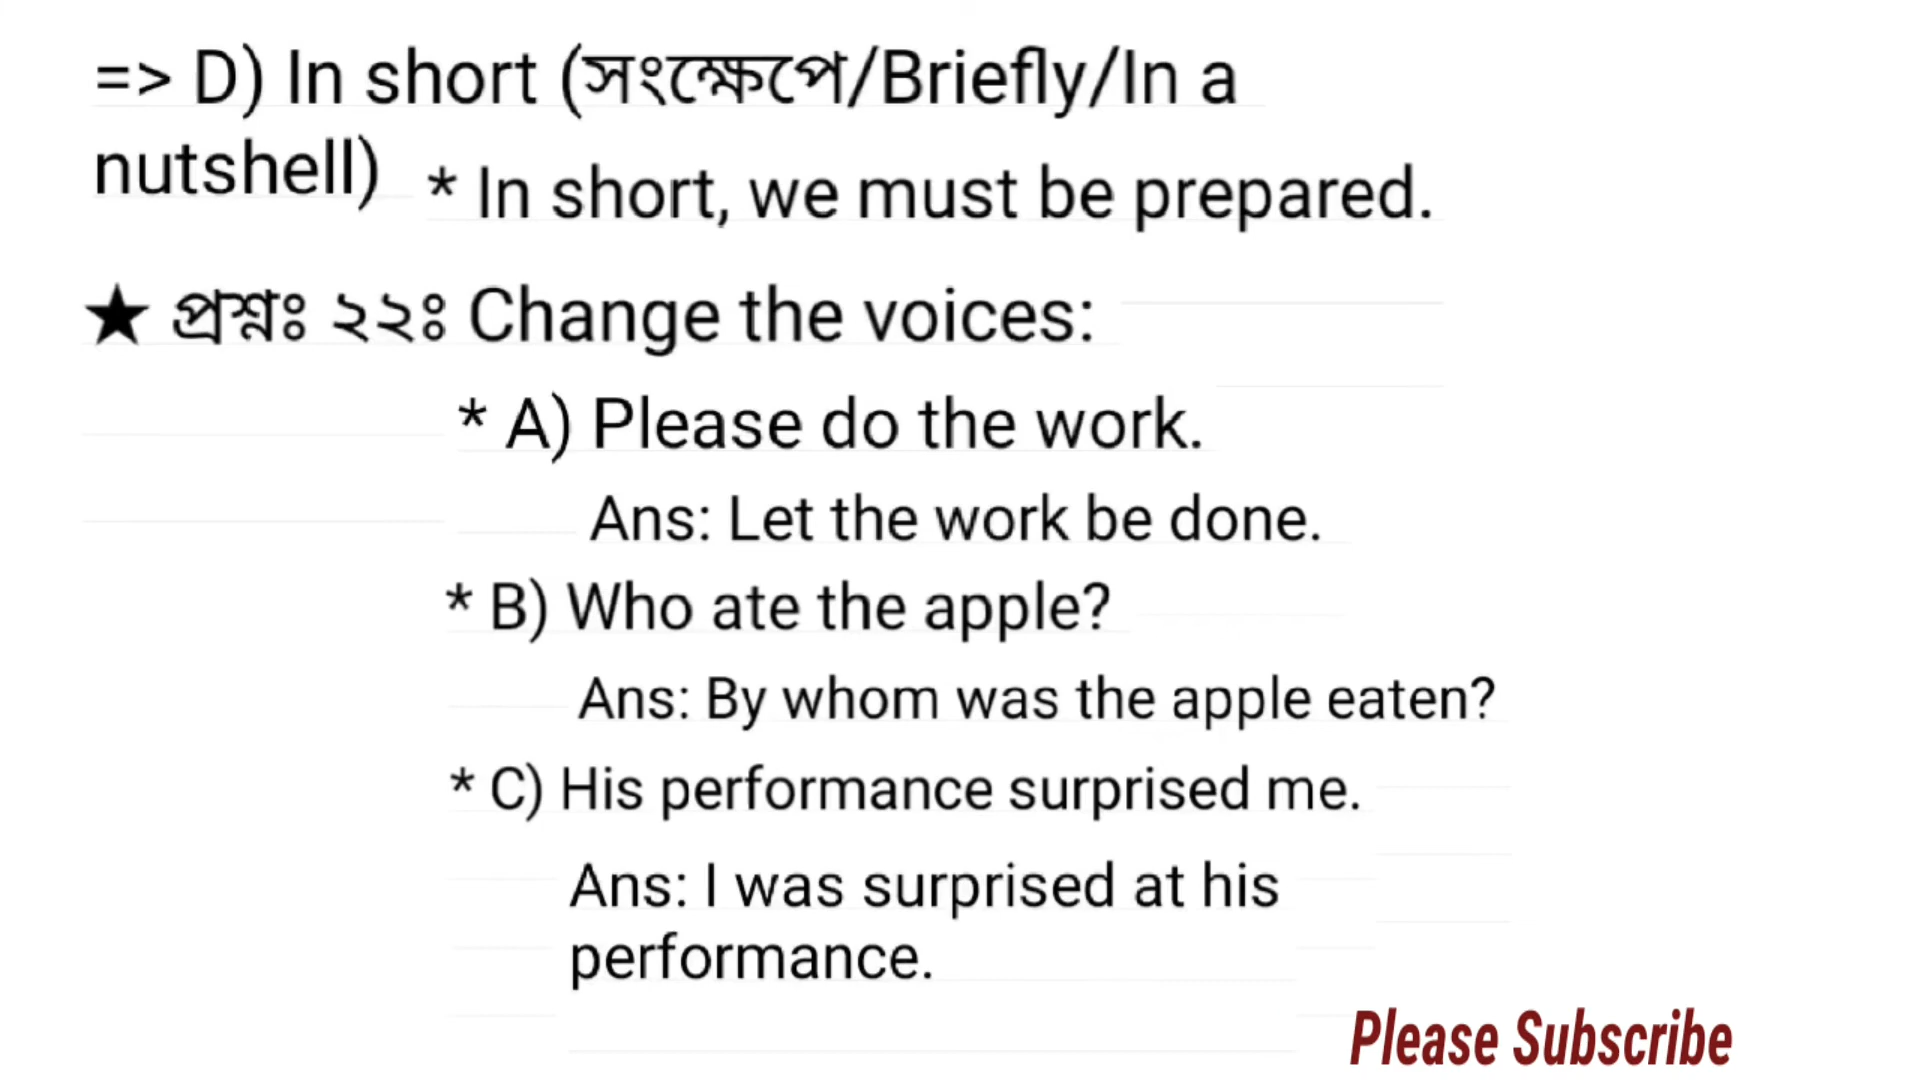 => D) In short (সংক্ষেপে/Briefly/In a
nutshell)
* In short, we must be prepared.
★ প্রশ্নঃ ২২ঃ Change the voices:
* A) Please do the work.
Ans: Let the work be done.
* B) Who ate the apple?
Ans: By whom was the apple eaten?
* C) His performance surprised me.
Ans: I was surprised at his
performance.
Please Subscribe